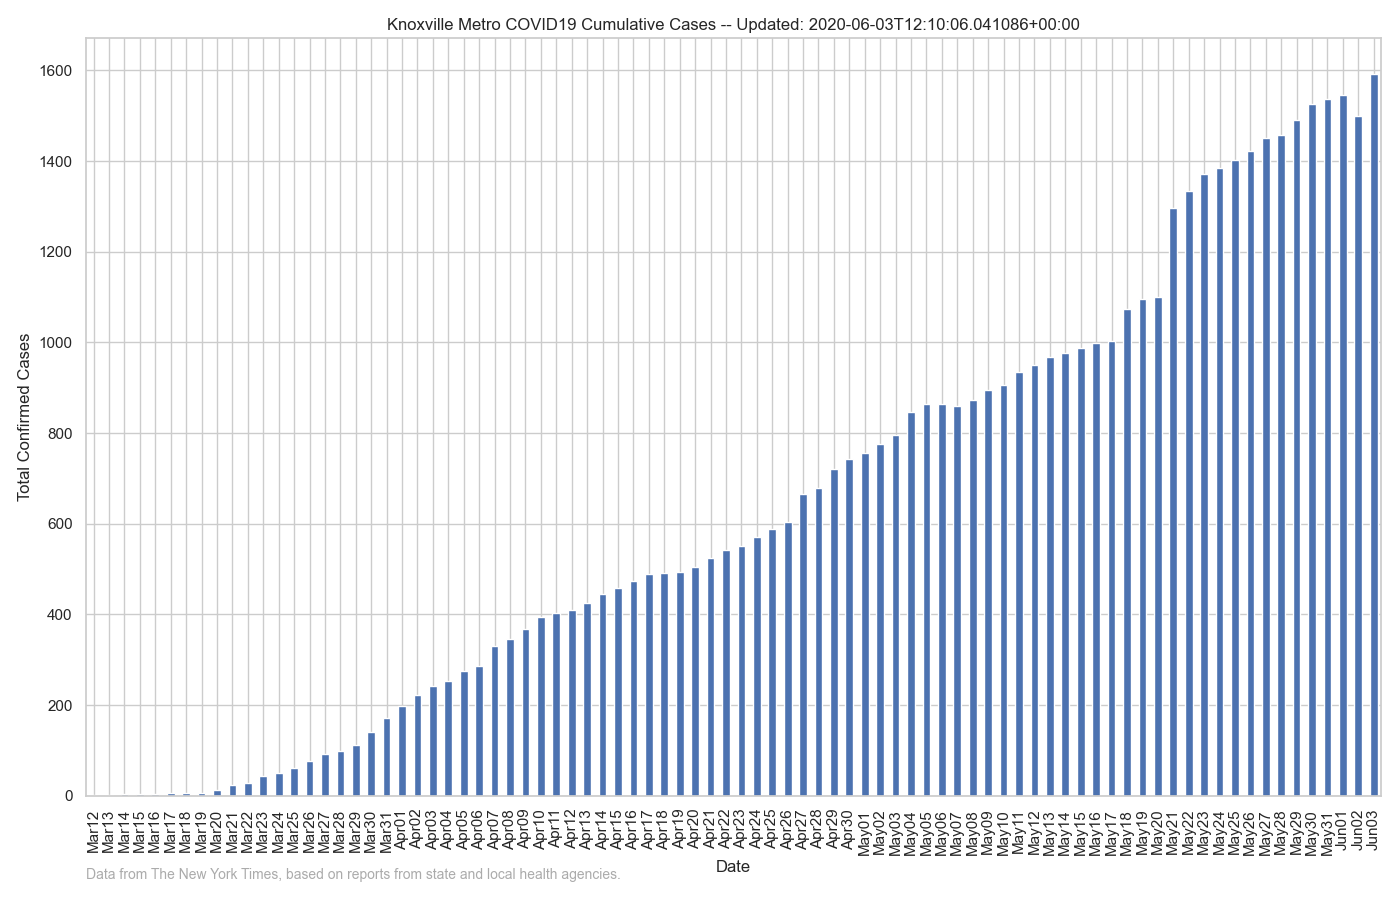 Knoxville Metro COVID19 Cumulative Cases -- Updated: 2020-06-03T12:10:06.041086+00:00
1600
1400
1200
1000
800
600
400
200
0
Total Confirmed Cases
Mar12
Mar13
Mar14
Mar15
Mar16
Mar17
Mar18
Mar19
Mar20
Mar21
Mar22
Mar23
Mar24
Mar25
Mar26
Mar27
Mar28
Mar29
Mar30
Mar31
Apr01
Apr02
Apr03
Apr04
Apr05
Apr06
Apr07
Apr08
Apr09
Apr10
Apr11
Apr12
Apr13
Apr14
Apr15
Apr16
Apr17
Apr18
Apr19
Apr20
Apr21
Apr22
Apr23
Apr24
Apr25
Apr26
Apr27
Apr28
Apr29
Apr30
May01
May02
May03
May04
May05
May06
May07
May08
May09
May10
May11
May12
May13
May14
May15
May16
May17
May18
May19
May20
May21
May22
May23
May24
May25
May26
May27
May28
May29
May30
May31
Jun01
Jun02
Jun03
Date
Data from The New York Times, based on reports from state and local health agencies.